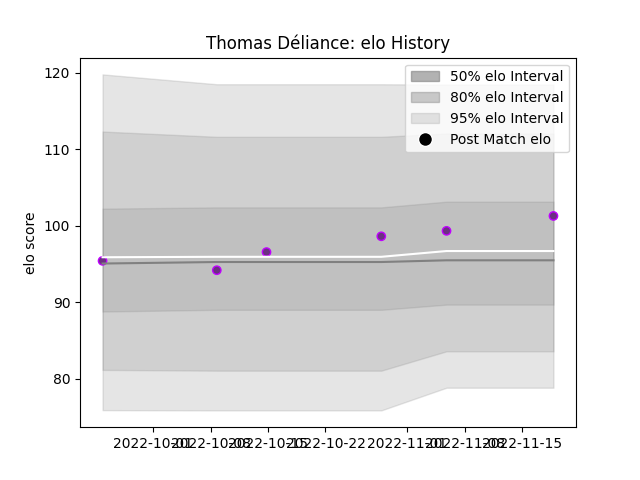 Thomas Déliance: elo History
120
110
100
90
80
elo score
50% elo Interval
80% elo Interval
95% elo Interval
Post Match elo
2022-10-01 2022-10-08 2022-10-15 2022-10-22 2022-11-01 2022-11-08 2022-11-15